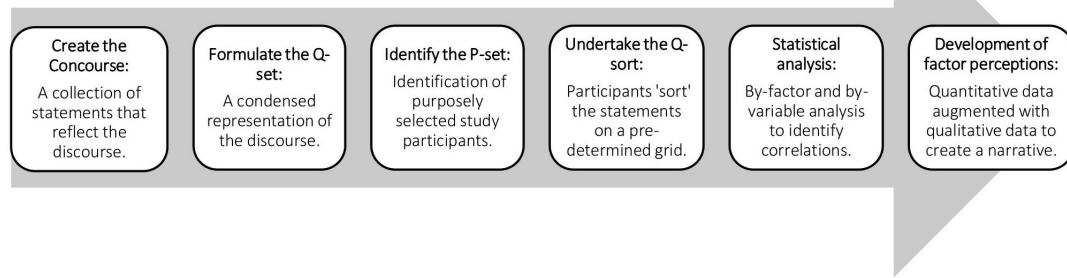 Create the
Concourse:
A collection of
statements that
reflect the
discourse.
Formulate the Q-
set:
A condensed
representation of
the discourse.
Identify the P-set:
Identification of
purposely
selected study
participants.
Undertake the Q-
sort:
Participants 'sort'
the statements
on a pre-
determined grid.
Statistical
analysis:
By-factor and by-
variable analysis
to identify
correlations.
Development of
factor perceptions:
Quantitative data
augmented with
qualitative data to
create a narrative.